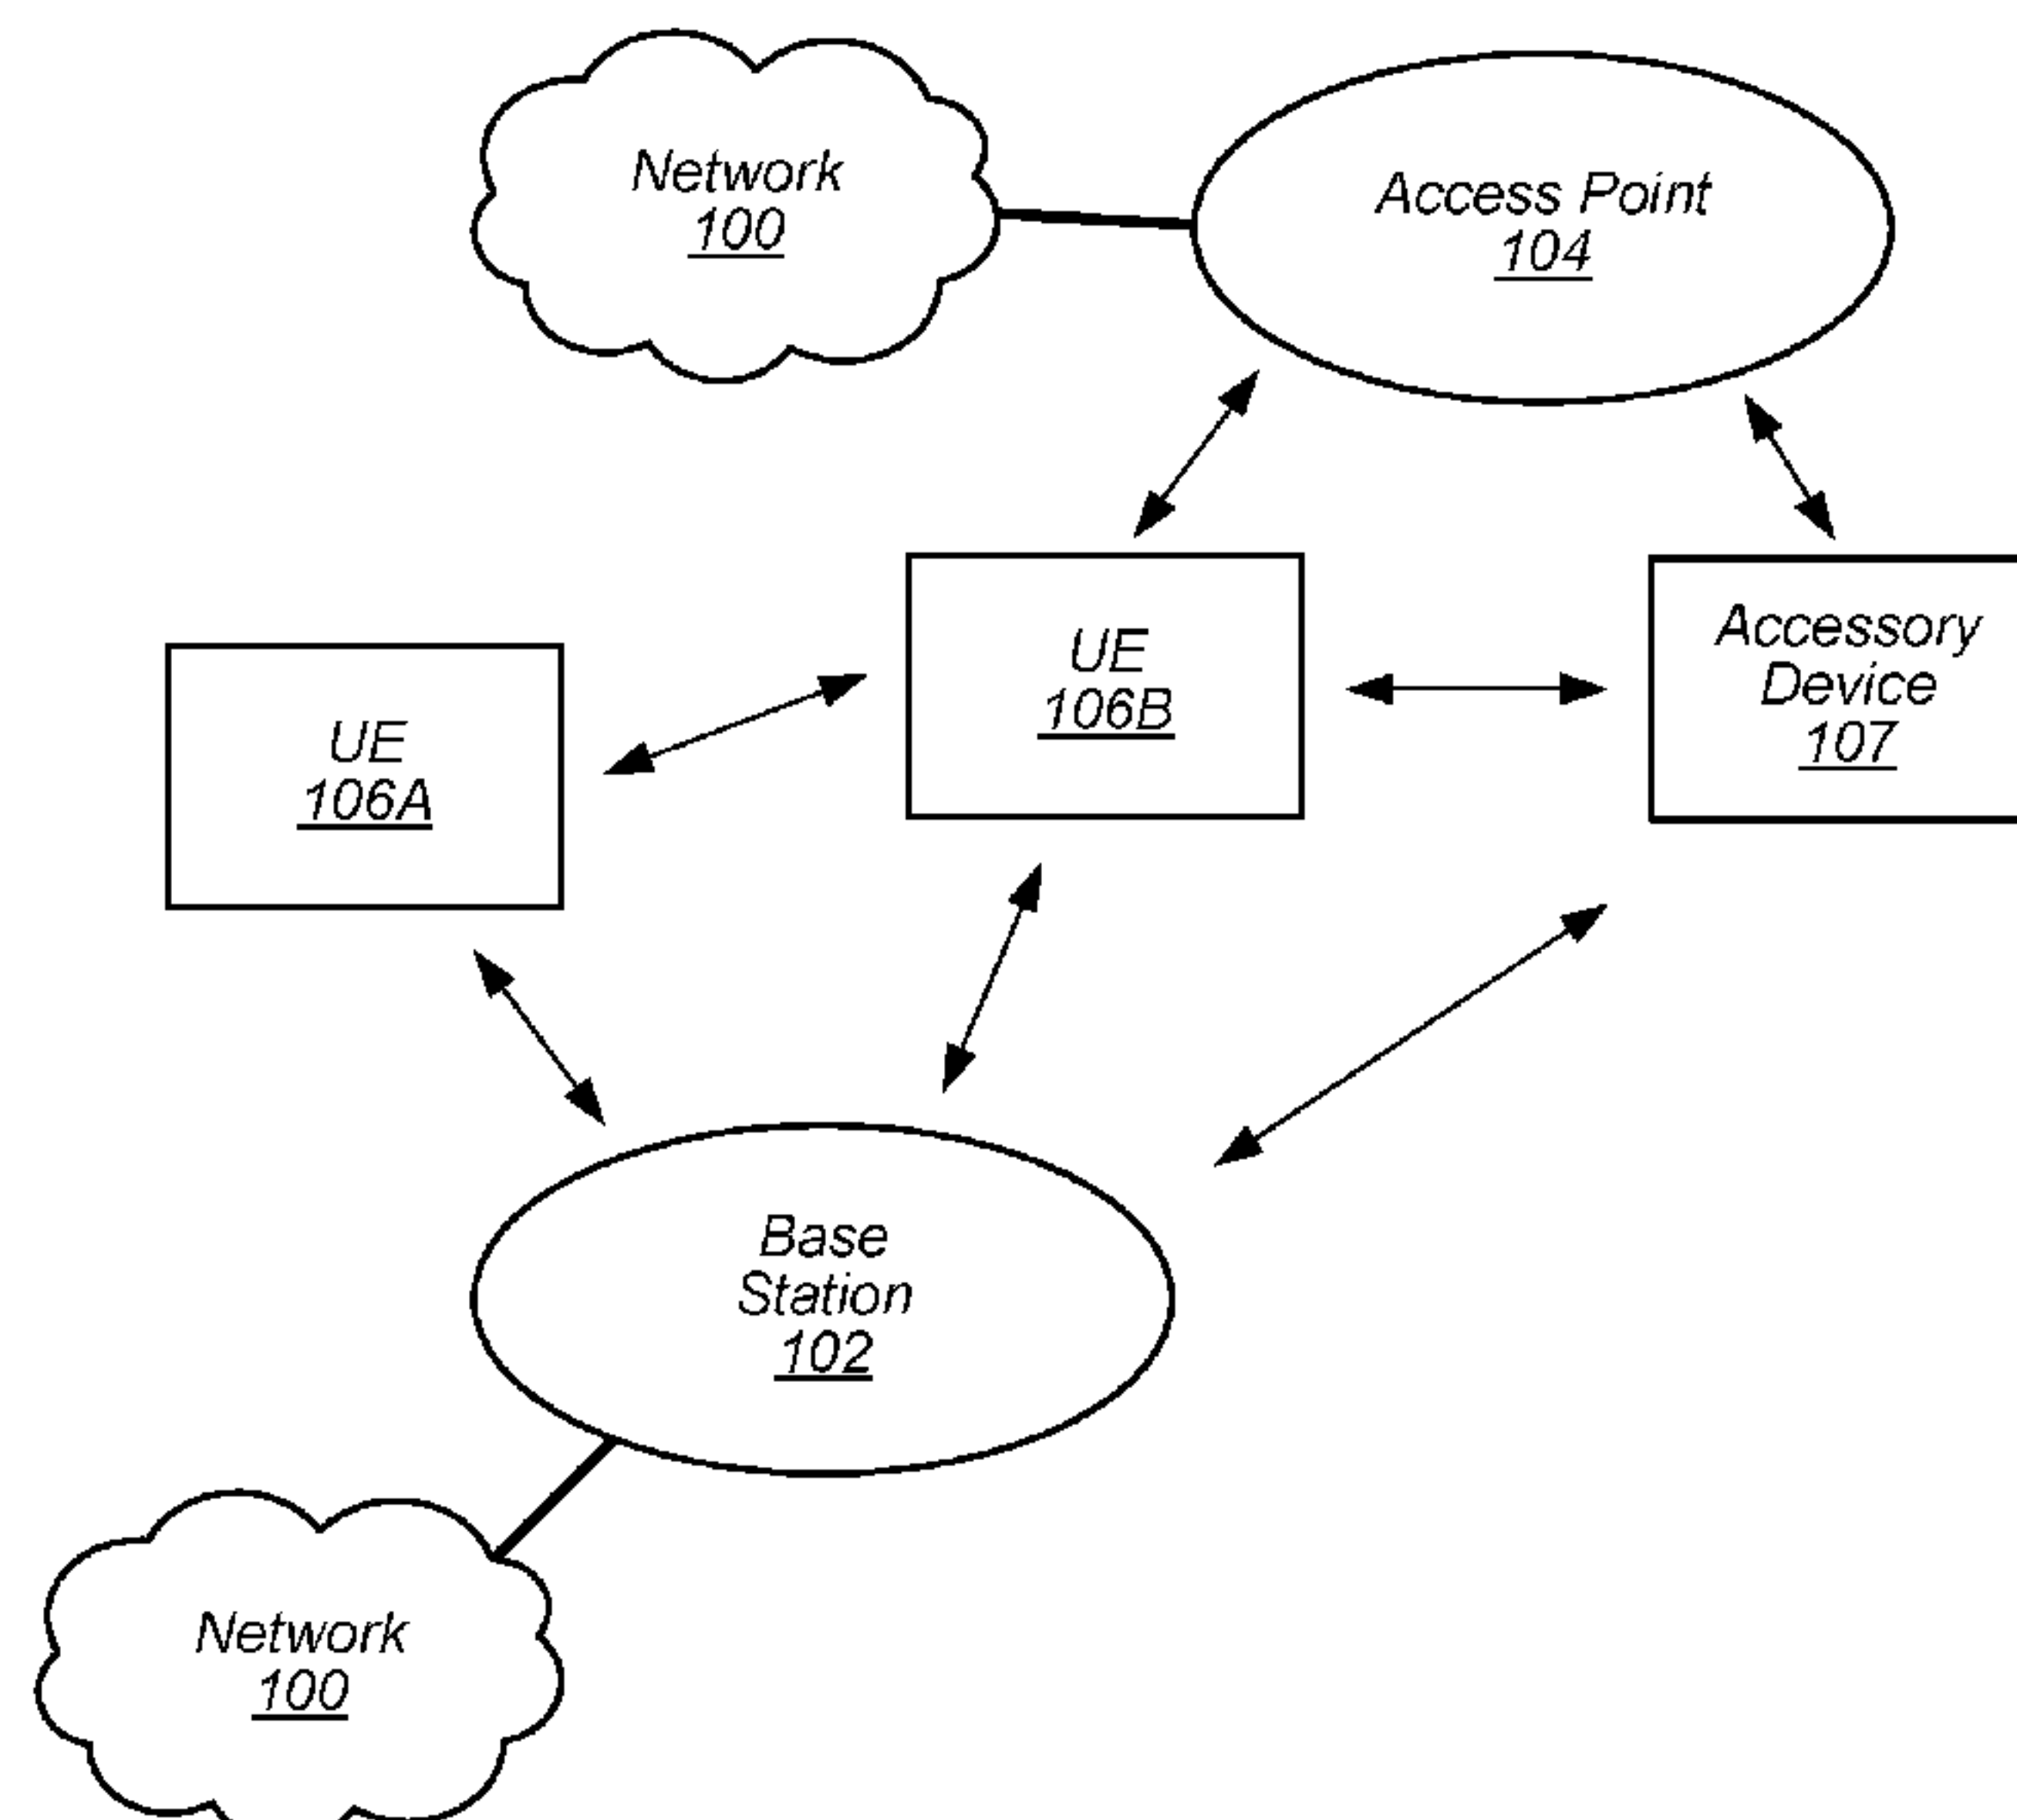 Network
100
Access Point
104
UE
106A
UE
106B
Accessory
Device
107
Base
Station
102
Network
100